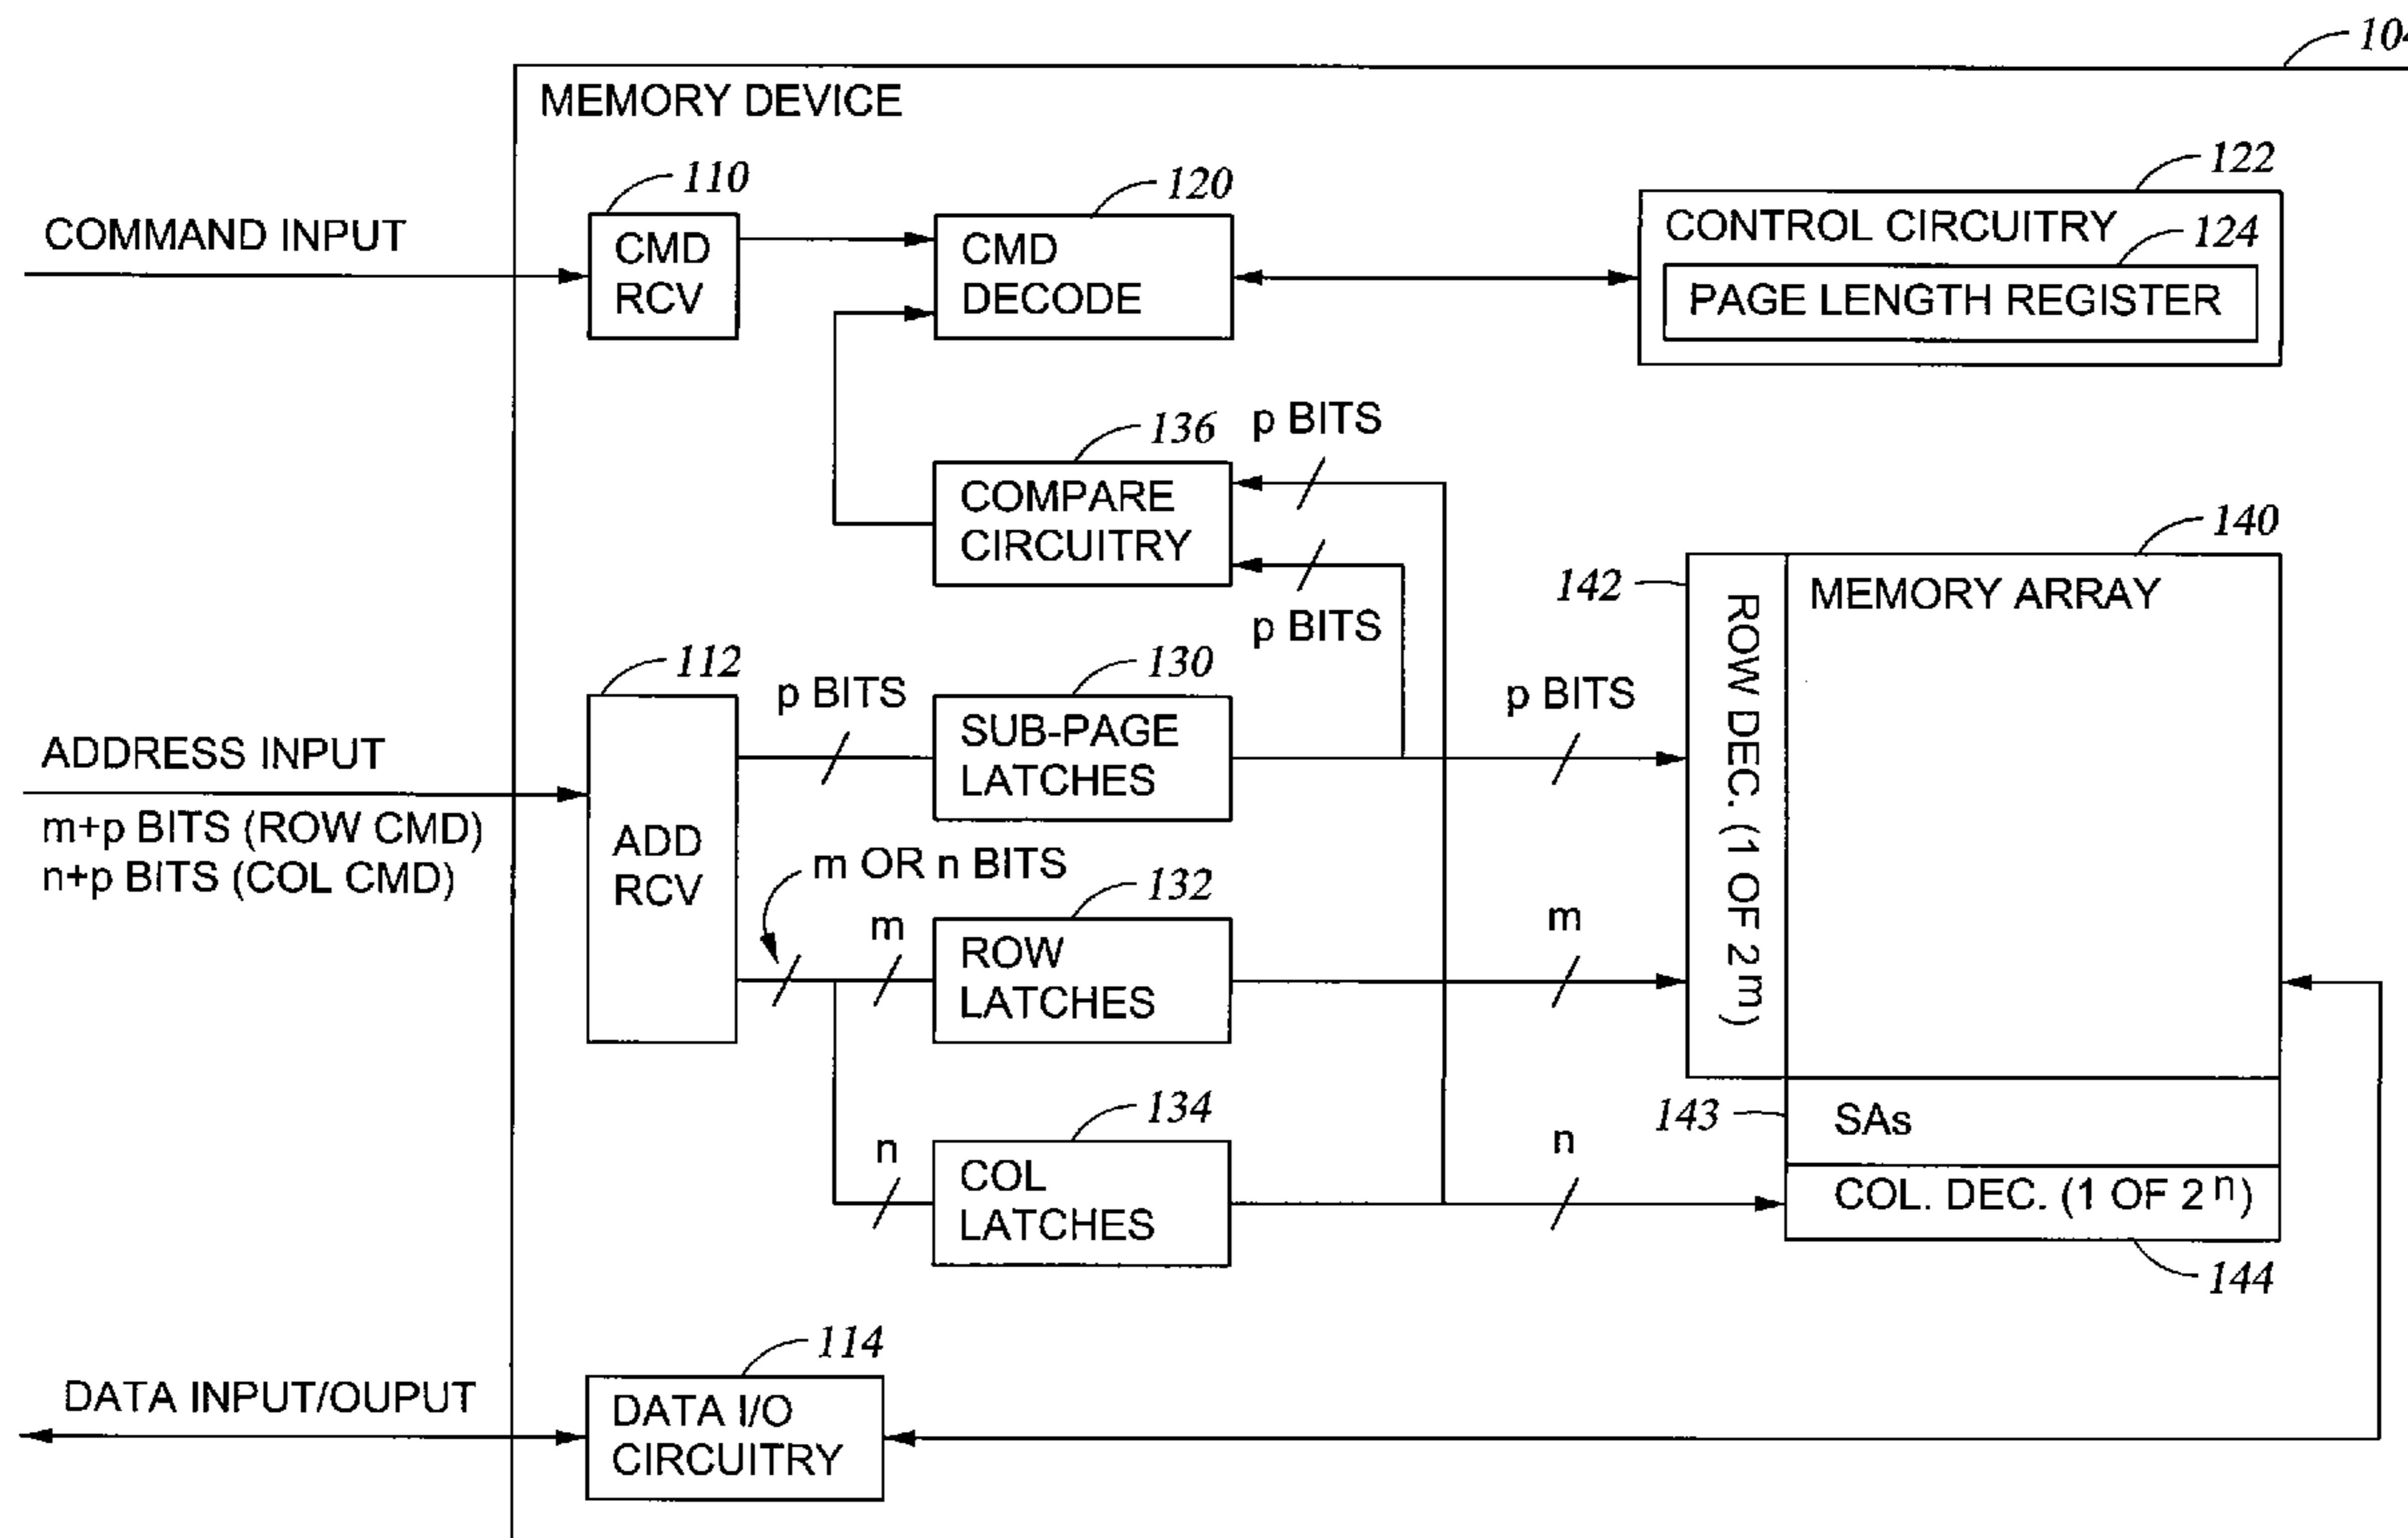 104
MEMORY DEVICE
COMMAND INPUT
110
CMD
RCV
120
CMD
DECODE
122
CONTROL CIRCUITRY
124
PAGE LENGTH REGISTER
136
COMPARE
CIRCUITRY
p BITS
p BITS
ADDRESS INPUT
m+p BITS (ROW CMD)
n+p BITS (COL CMD)
112
ADD
RCV
p BITS
130
SUB-PAGE
LATCHES
p BITS
m OR n BITS
m
132
ROW
LATCHES
m
n
134
COL
LATCHES
n
142
ROW DEC. (1 OF 2^m)
140
MEMORY ARRAY
143
SAs
COL. DEC. (1 OF 2^n)
144
DATA INPUT/OUPUT
114
DATA I/O
CIRCUITRY